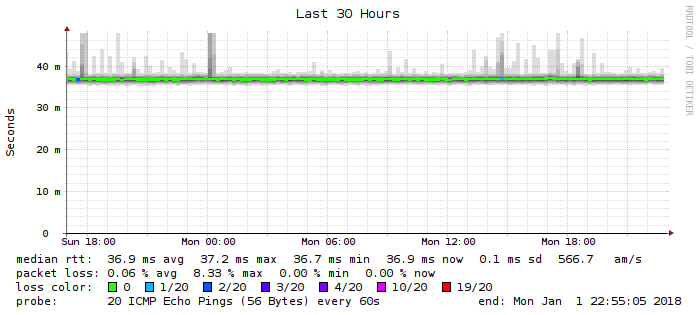 Last 30 Hours
RRDTOOL / TOBI OETIKER
Seconds
40 m
30 m
20 m
10 m
0
Sun 18:00 Mon 00:00 Mon 06:00 Mon 12:00 Mon 18:00
median rtt: 36.9 ms avg 37.2 ms max 36.7 ms min 36.9 ms now 0.1 ms sd 566.7 am/s
packet loss: 0.06 % avg 8.33 % max 0.00 % min 0.00 % now
loss color: 0 1/20 2/20 3/20 4/20 10/20 19/20
probe: 20 ICMP Echo Pings (56 Bytes) every 60s end: Mon Jan 1 22:55:05 2018